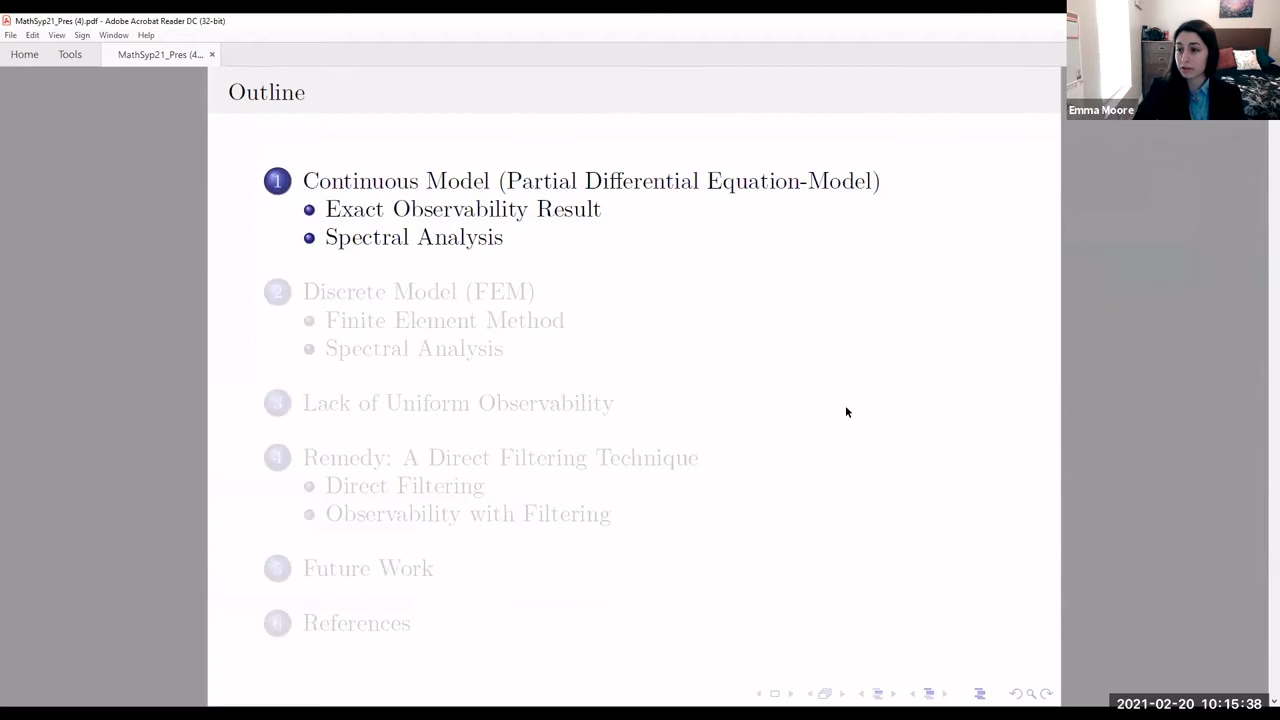 MathSyp21_Pres (4).pdf - Adobe Acrobat Reader DC (32-bit)
File Edit View Sign Window Help
Home Tools MathSyp21_Pres (4... ×
Emma Moore
Outline
1 Continuous Model (Partial Differential Equation-Model)
Exact Observability Result
Spectral Analysis
2 Discrete Model (FEM)
Finite Element Method
Spectral Analysis
3 Lack of Uniform Observability
4 Remedy: A Direct Filtering Technique
Direct Filtering
Observability with Filtering
5 Future Work
6 References
2021-02-20 10:15:38